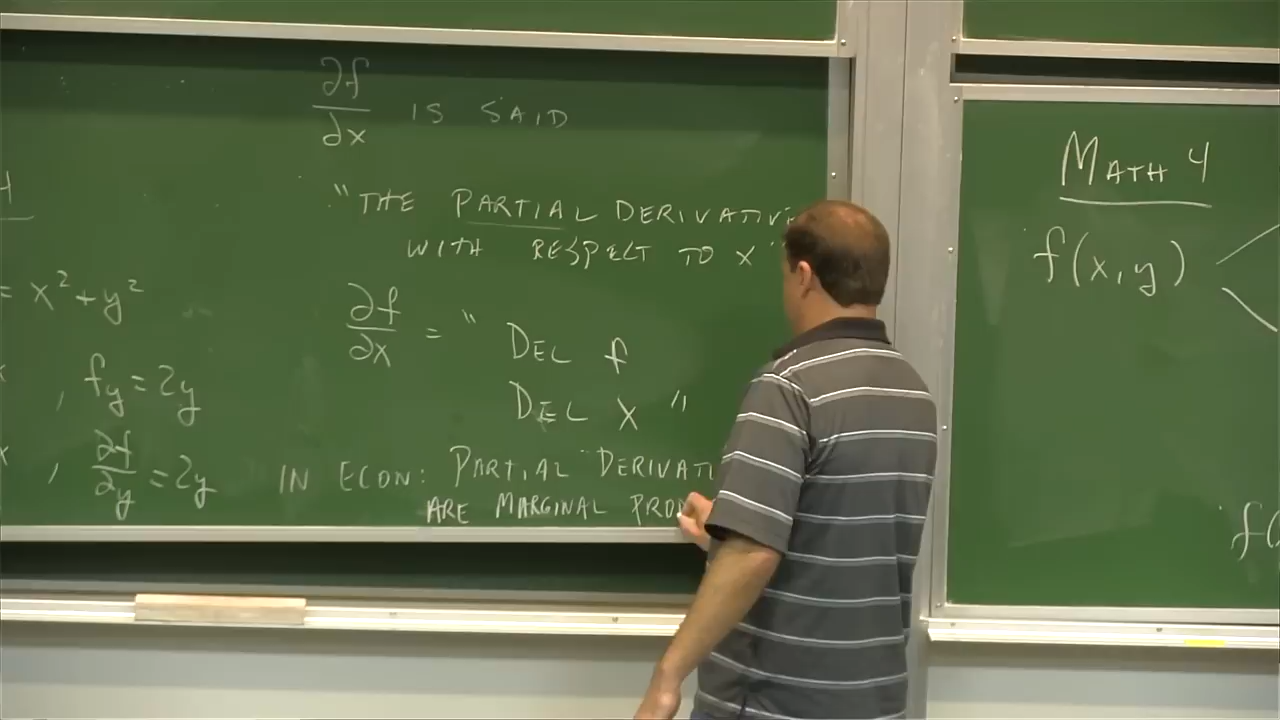 ∂f/∂x IS SAID
"THE PARTIAL DERIVATIVE
WITH RESPECT TO X"
= x² + y²
, f_y = 2y
, ∂f/∂y = 2y
∂f/∂x = " DEL f
DEL X "
IN ECON: PARTIAL DERIVATI
ARE MARGINAL PROD
MATH 4
f(x,y)
f(